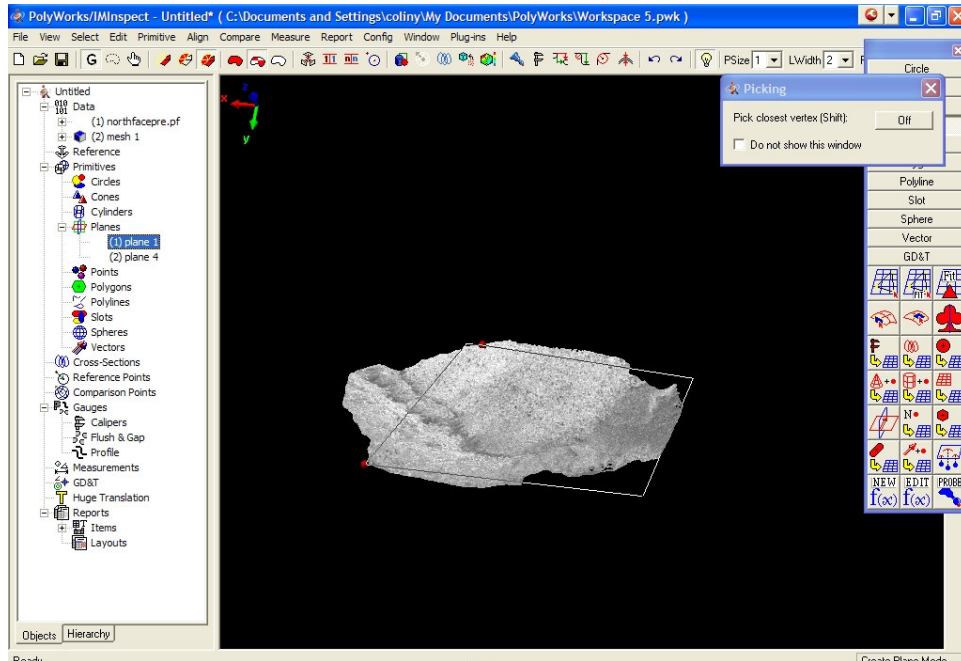 PolyWorks/IMInspect - Untitled* ( C:\Documents and Settings\coliny\My Documents\PolyWorks\Workspace 5.pwk )
File View Select Edit Primitive Align Compare Measure Report Config Window Plug-ins Help
G PSize 1 LWidth 2
Circle
Picking
Pick closest vertex (Shift): Off
Do not show this window
Polyline
Slot
Sphere
Vector
GD&T
Untitled
010
101 Data
(1) northfacepre.pf
(2) mesh 1
Reference
Primitives
Circles
Cones
Cylinders
Planes
(1) plane 1
(2) plane 4
Points
Polygons
Polylines
Slots
Spheres
Vectors
Cross-Sections
Reference Points
Comparison Points
Gauges
Calipers
Flush & Gap
Profile
Measurements
GD&T
Huge Translation
Reports
Items
Layouts
x
z
y
Fit
FIT
N
NEW EDIT PROBE
f(x) f(x)
Objects Hierarchy
Ready
Create Plane Mode